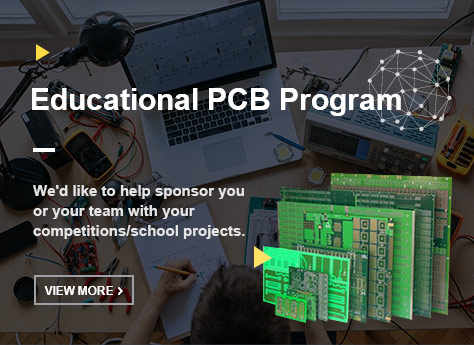 Educational PCB Program
We'd like to help sponsor you
or your team with your
competitions/school projects.
VIEW MORE >